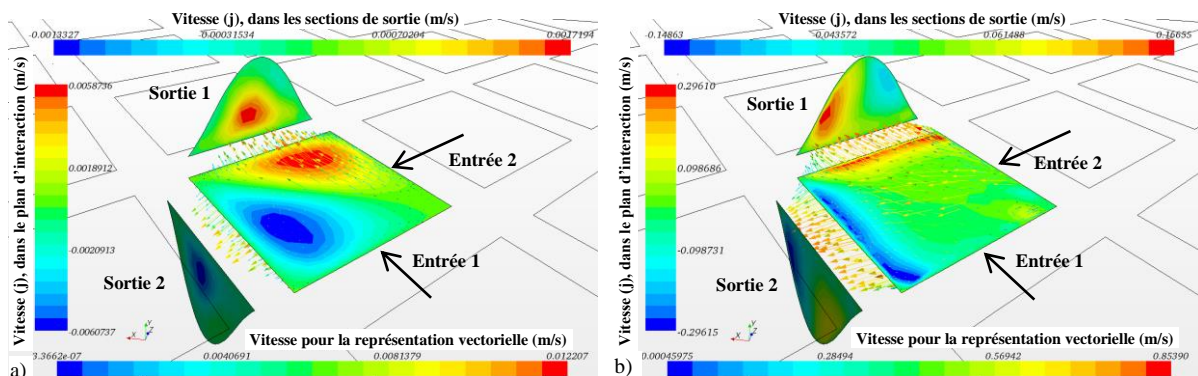 Vitesse (j), dans les sections de sortie (m/s)
-0.0013327 -0.00031534 0.00070204 0.0017194
Vitesse (j), dans le plan d'interaction (m/s)
0.0058736
0.0018912
-0.0020913
-0.0060737
Sortie 1
Entrée 2
Entrée 1
Sortie 2
Vitesse pour la représentation vectorielle (m/s)
3.3662e-07 0.0040691 0.0081379 0.012207
a)
Vitesse (j), dans les sections de sortie (m/s)
-0.14863 -0.043572 0.061488 0.16655
Vitesse (j), dans le plan d'interaction (m/s)
0.29610
0.098686
-0.098731
-0.29615
Sortie 1
Entrée 2
Entrée 1
Sortie 2
Vitesse pour la représentation vectorielle (m/s)
0.00045975 0.28494 0.56942 0.85390
b)